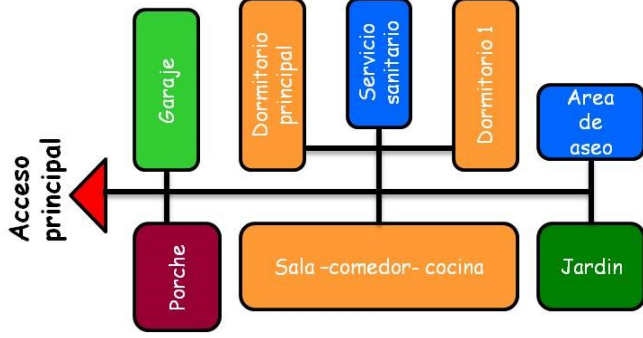 Acceso
principal
Garaje
Dormitorio
principal
Servicio
sanitario
Dormitorio 1
Area
de
aseo
Porche
Sala –comedor- cocina
Jardin